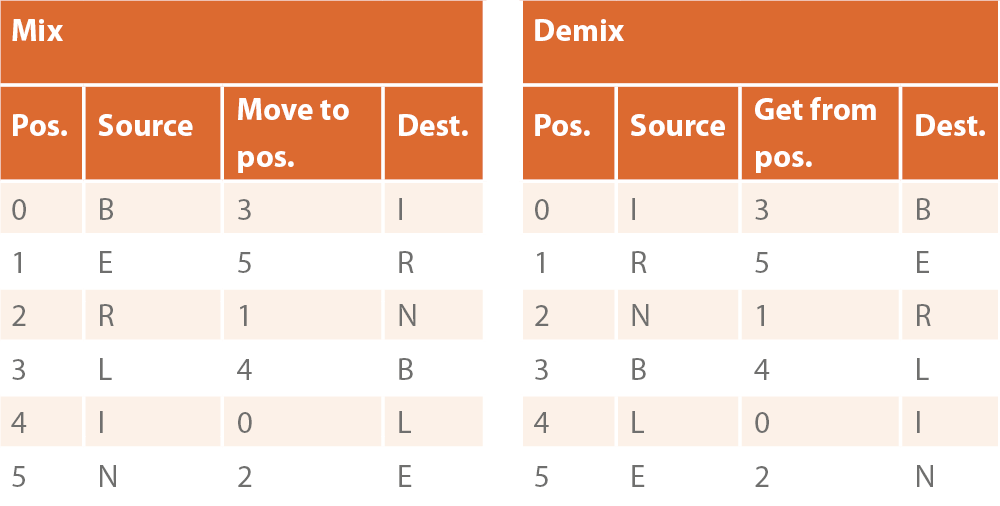 Mix
Pos. Source Move to pos. Dest.
0 B 3 I
1 E 5 R
2 R 1 N
3 L 4 B
4 I 0 L
5 N 2 E
Demix
Pos. Source Get from pos. Dest.
0 I 3 B
1 R 5 E
2 N 1 R
3 B 4 L
4 L 0 I
5 E 2 N